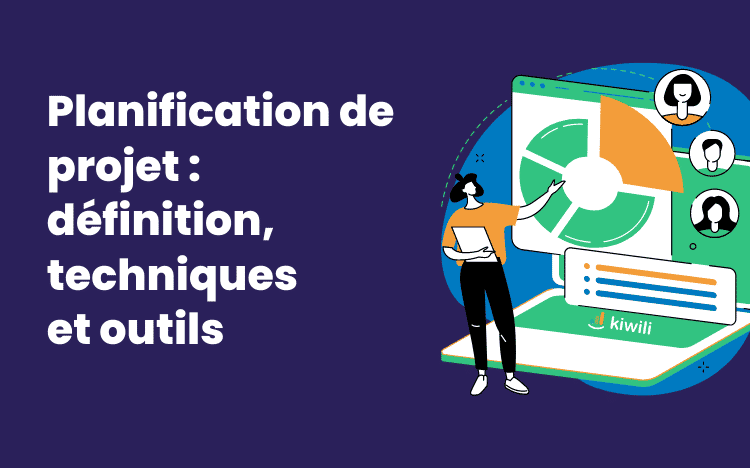 Planification de
projet :
définition,
techniques
et outils
kiwili